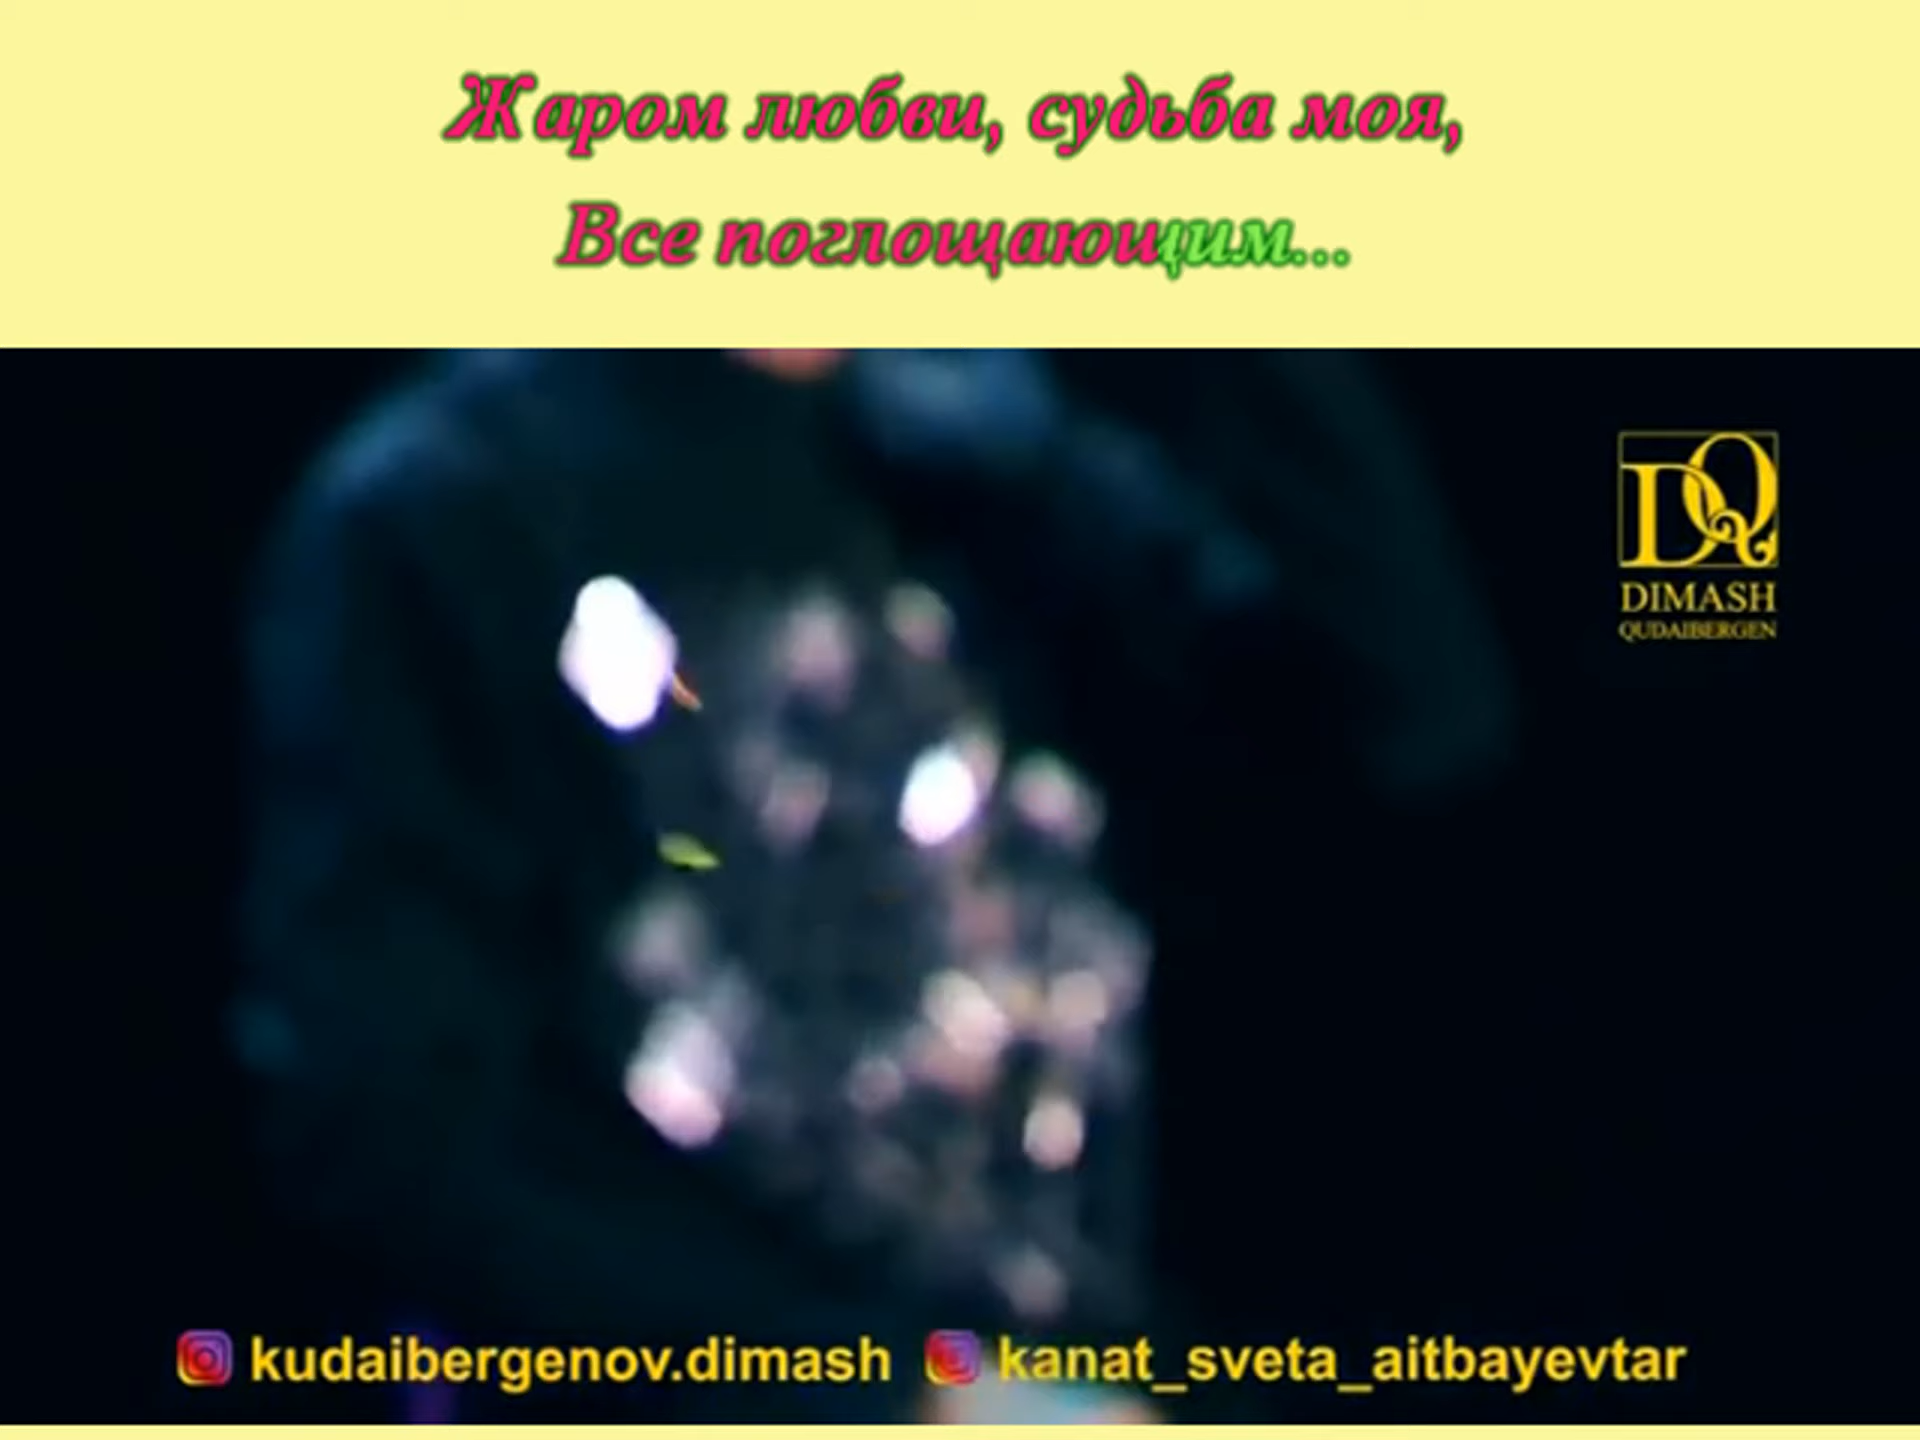 Жаром любви, судьба моя,
Все поглощающим...
DQ
DIMASH
QUDAIBERGEN
kudaibergenov.dimash kanat_sveta_aitbayevtar